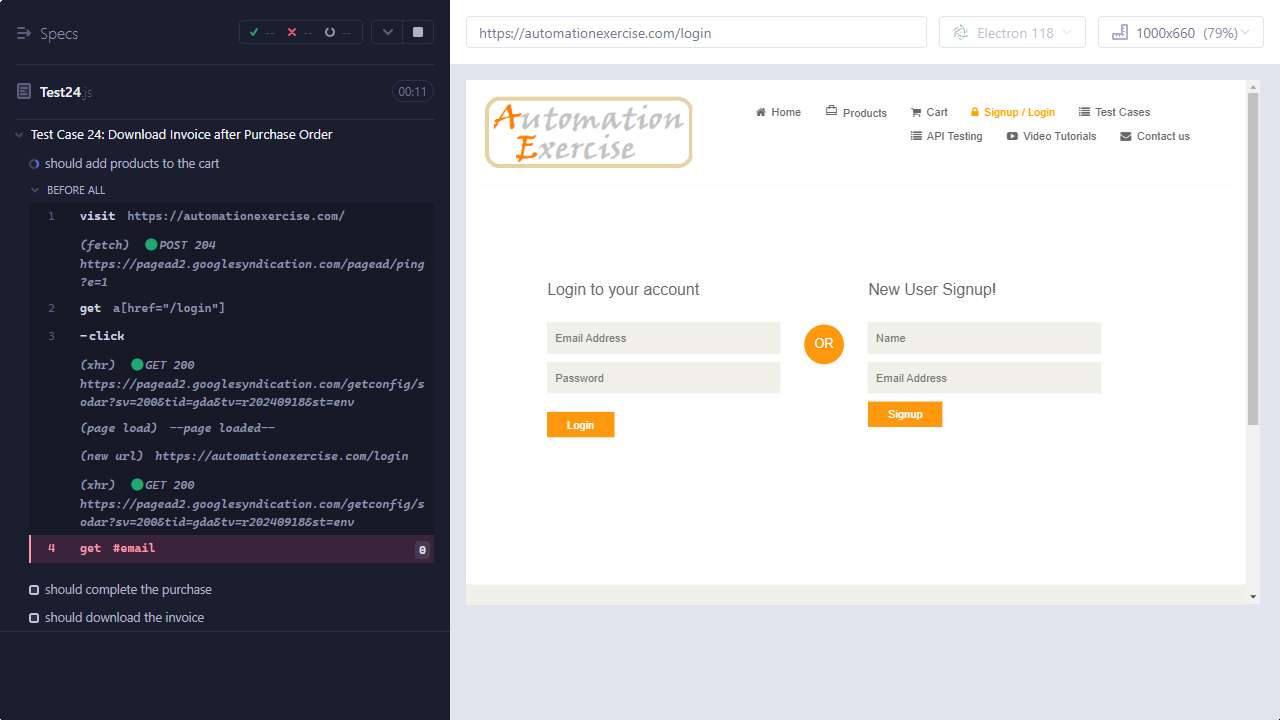 Specs
--
--
--
Test24.js
00:11
Test Case 24: Download Invoice after Purchase Order
should add products to the cart
BEFORE ALL
1 visit https://automationexercise.com/
(fetch) POST 204
https://pagead2.googlesyndication.com/pagead/ping
?e=1
2 get a[href="/login"]
3 -click
(xhr) GET 200
https://pagead2.googlesyndication.com/getconfig/s
odar?sv=200&tid=gda&tv=r20240918&st=env
(page load) --page loaded--
(new url) https://automationexercise.com/login
(xhr) GET 200
https://pagead2.googlesyndication.com/getconfig/s
odar?sv=200&tid=gda&tv=r20240918&st=env
4 get #email 0
should complete the purchase
should download the invoice
https://automationexercise.com/login
Electron 118
1000x660 (79%)
Automation
Exercise
Home Products Cart Signup / Login Test Cases
API Testing Video Tutorials Contact us
Login to your account
Email Address
Password
Login
OR
New User Signup!
Name
Email Address
Signup